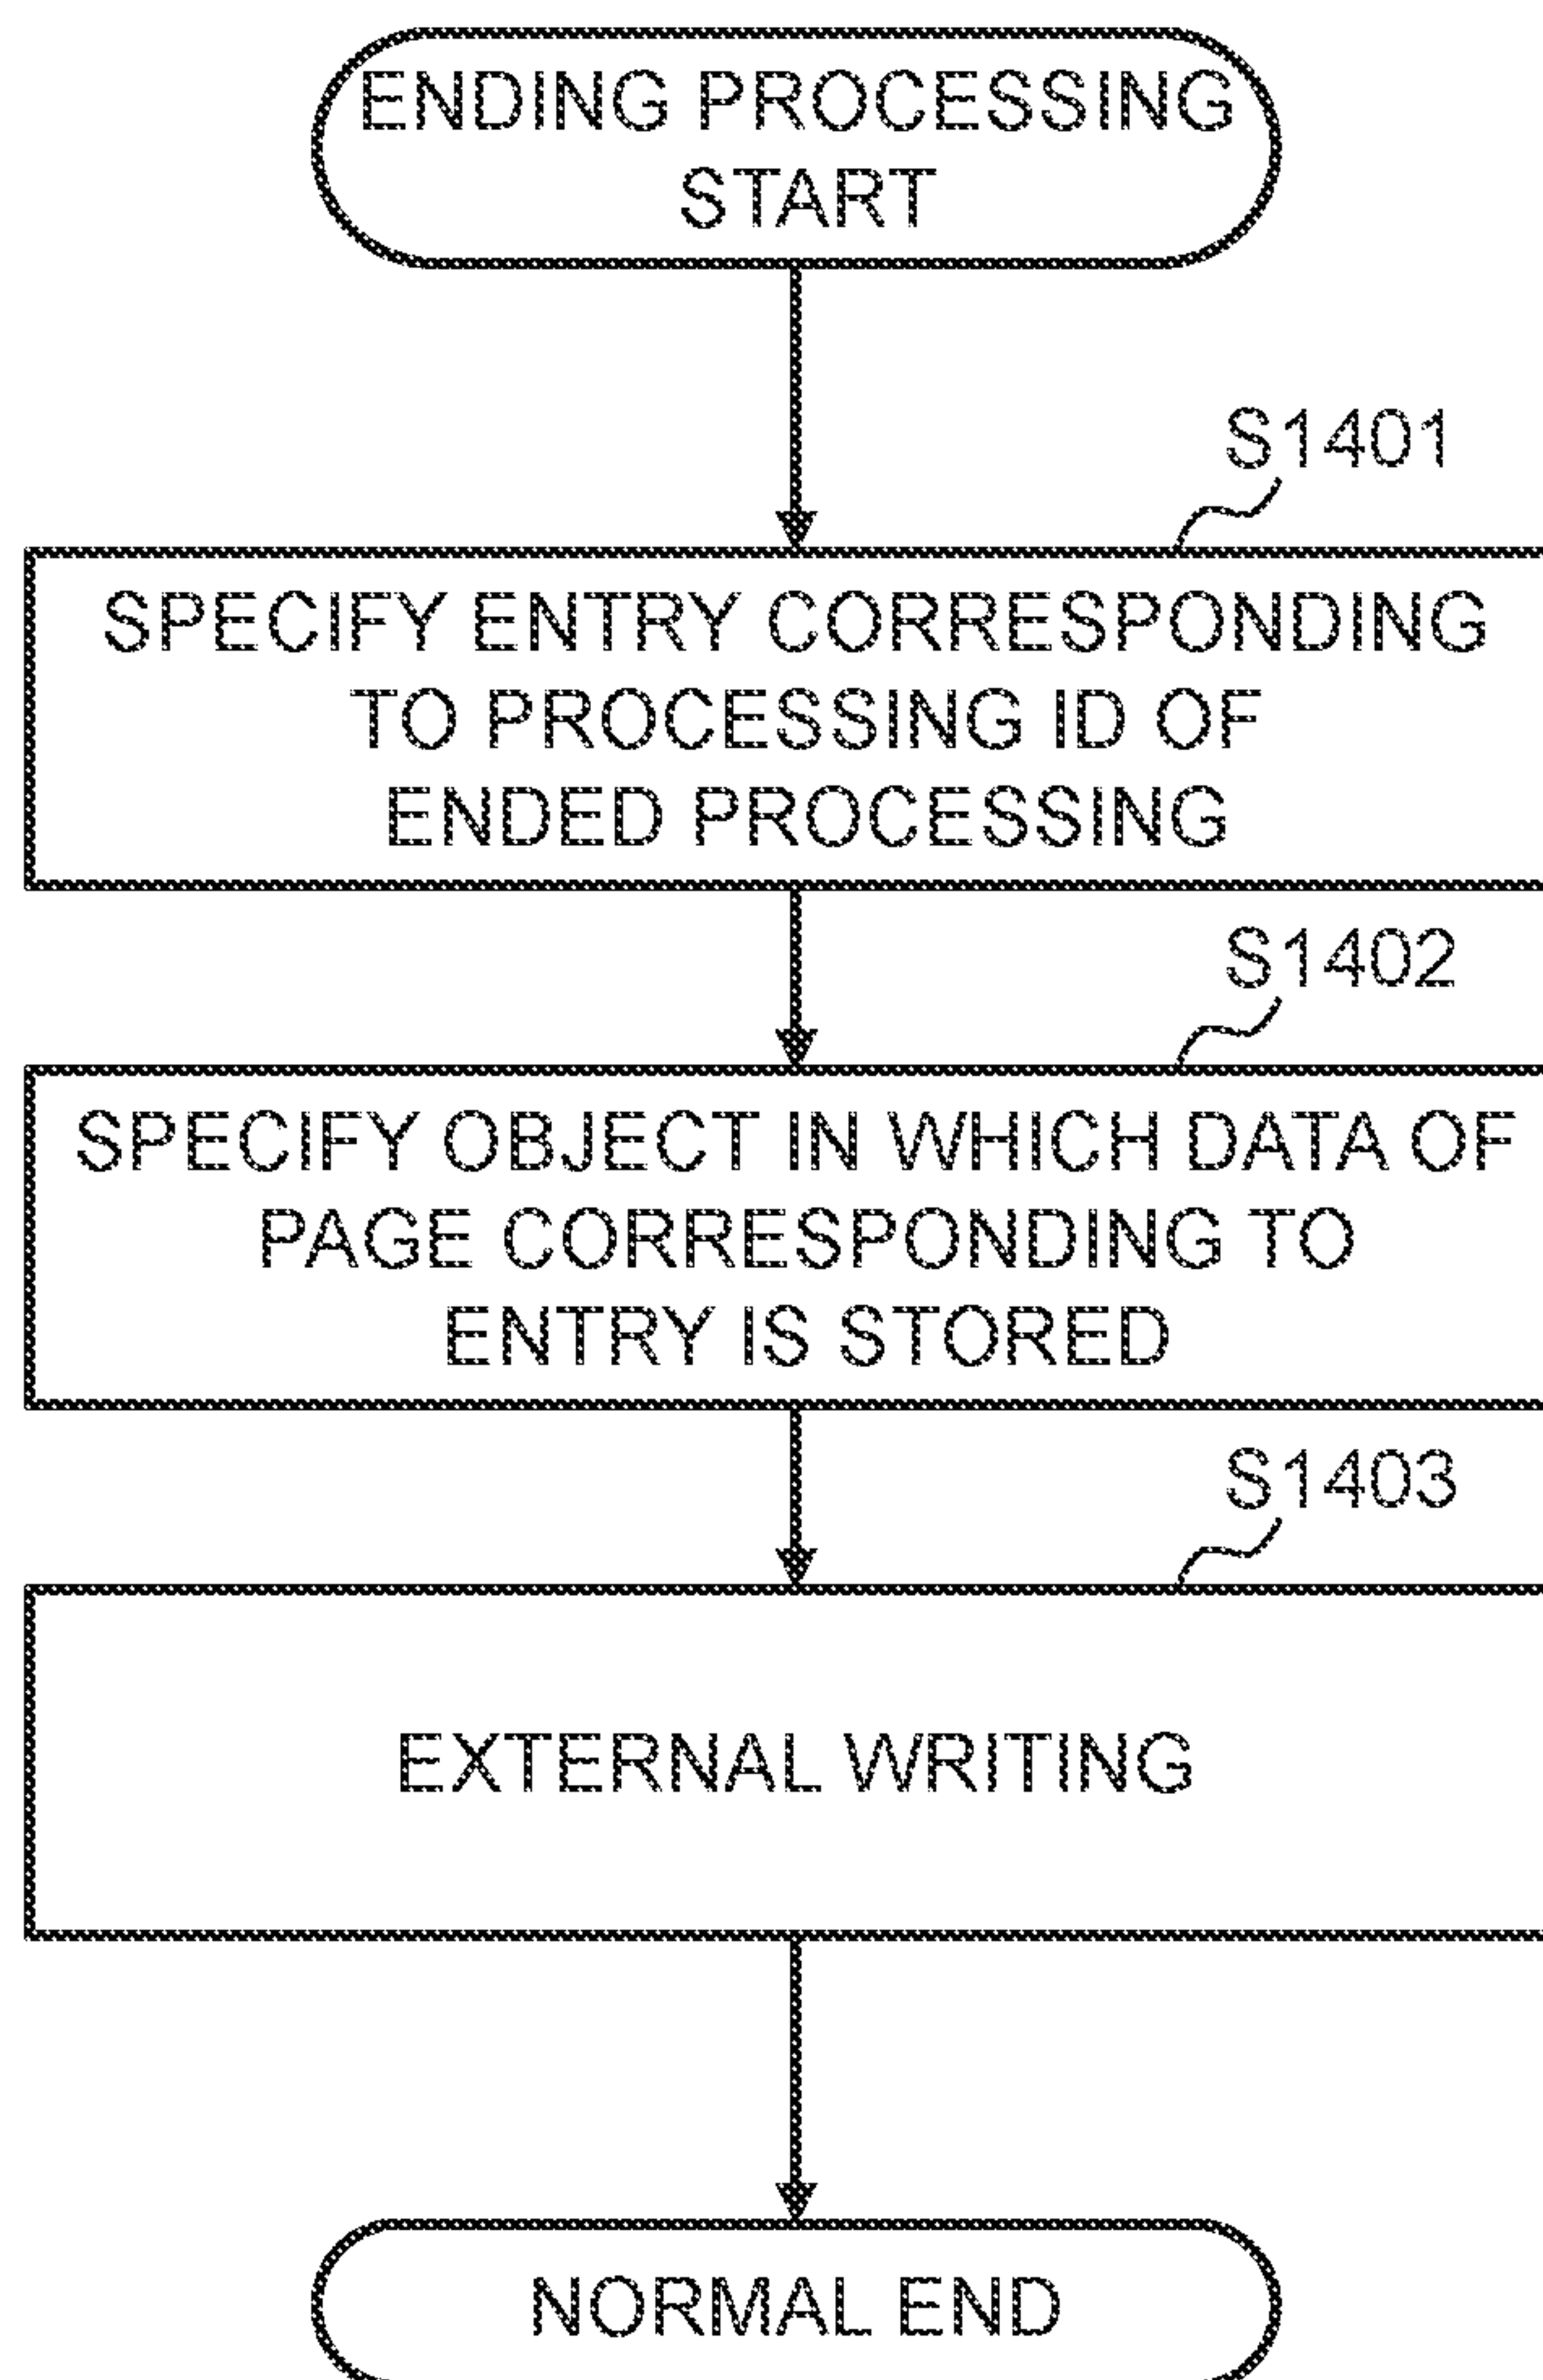 ENDING PROCESSING
START
S1401
SPECIFY ENTRY CORRESPONDING
TO PROCESSING ID OF
ENDED PROCESSING
S1402
SPECIFY OBJECT IN WHICH DATA OF
PAGE CORRESPONDING TO
ENTRY IS STORED
S1403
EXTERNAL WRITING
NORMAL END